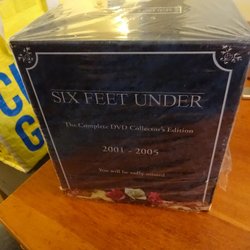 SIX FEET UNDER
The Complete DVD Collector's Edition
2001 - 2005
You will be sadly missed